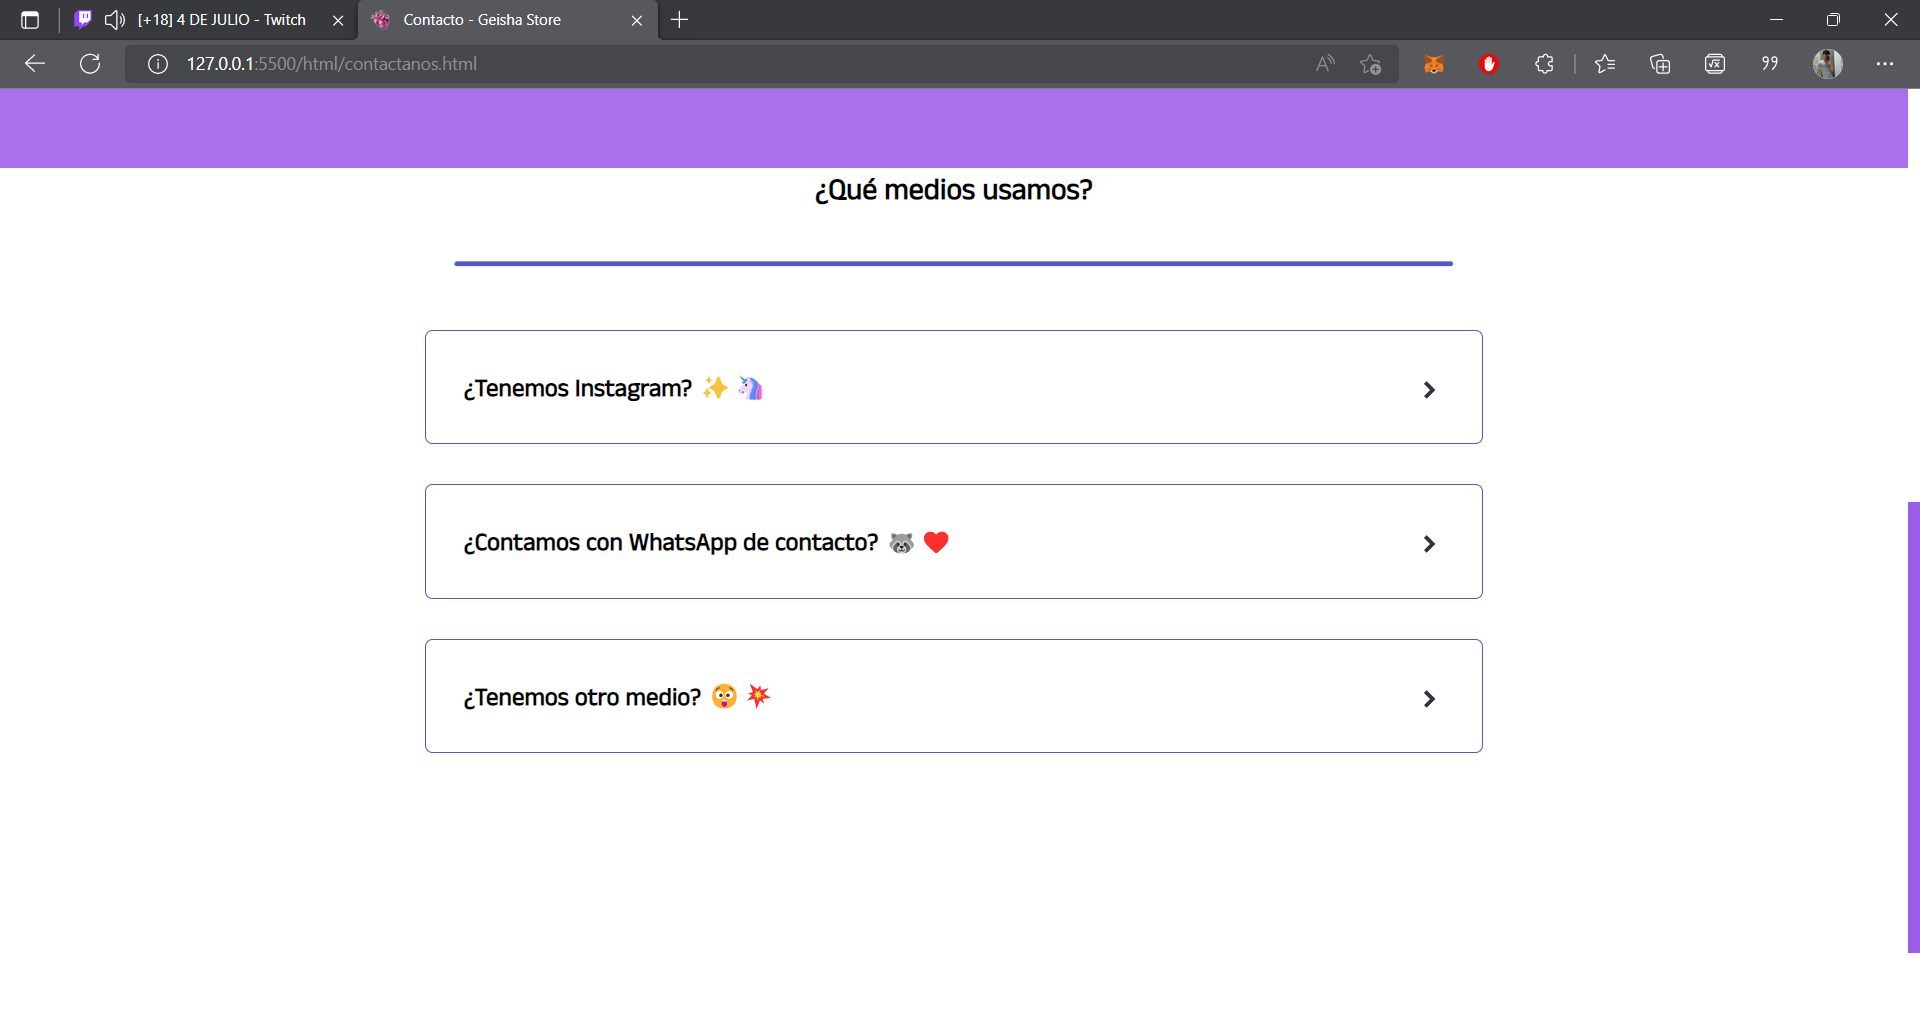 [+18] 4 DE JULIO - Twitch
Contacto - Geisha Store
127.0.0.1:5500/html/contactanos.html
¿Qué medios usamos?
¿Tenemos Instagram? ✨ 🦄
¿Contamos con WhatsApp de contacto? 🦝 ❤️
¿Tenemos otro medio? 😲 💥